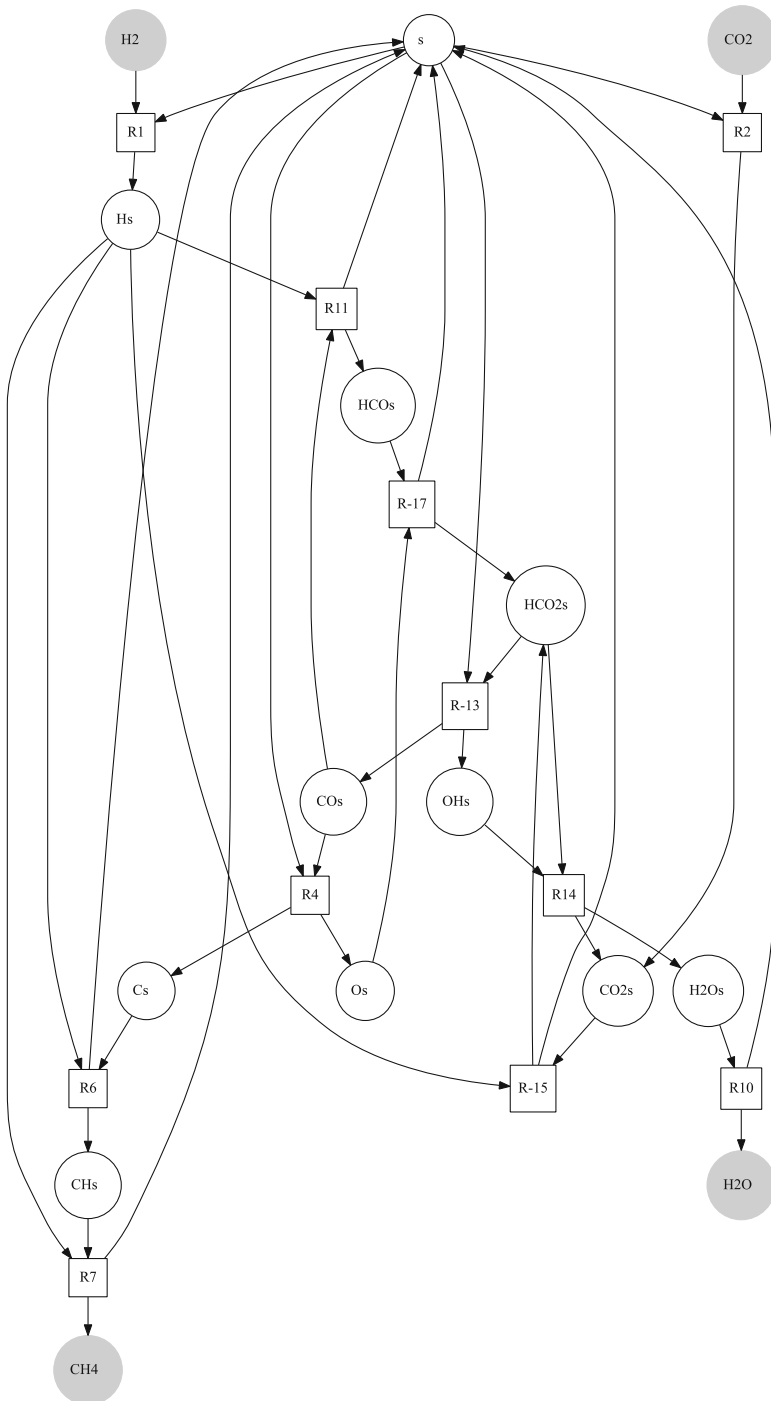 H2
s
CO2
R1
R2
Hs
R11
HCOs
R-17
HCO2s
R-13
COs
OHs
R4
R14
Cs
Os
CO2s
H2Os
R6
R-15
R10
CHs
H2O
R7
CH4